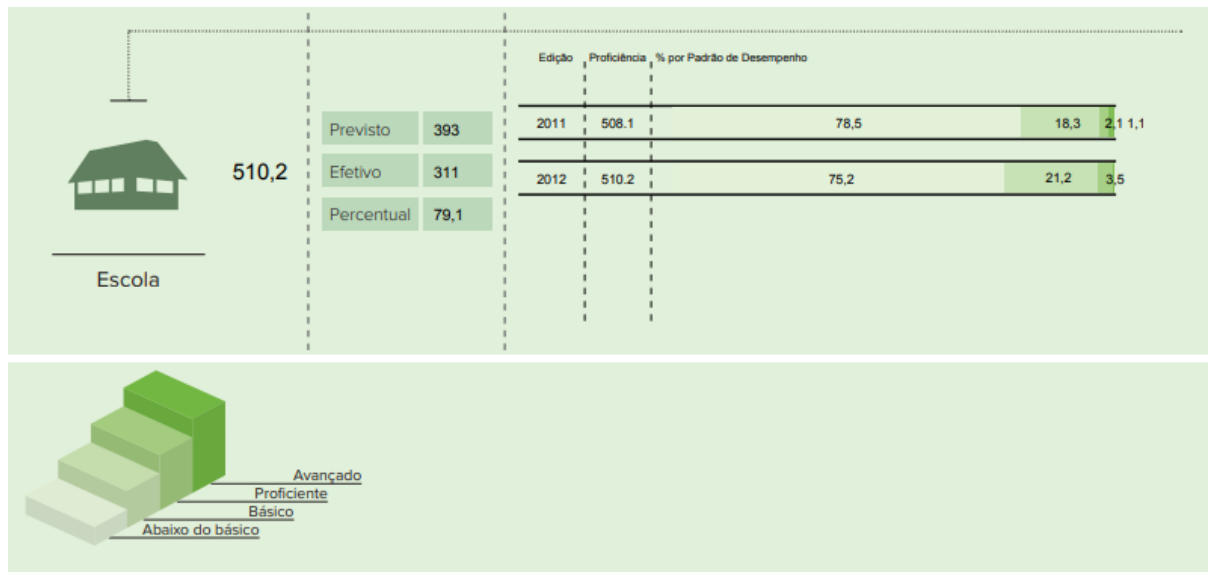 Edição Proficiência % por Padrão de Desempenho
2011 508.1 78,5 18,3 2,1 1,1
2012 510.2 75,2 21,2 3,5
Previsto 393
Efetivo 311
Percentual 79,1
510,2
Escola
Avançado
Proficiente
Básico
Abaixo do básico